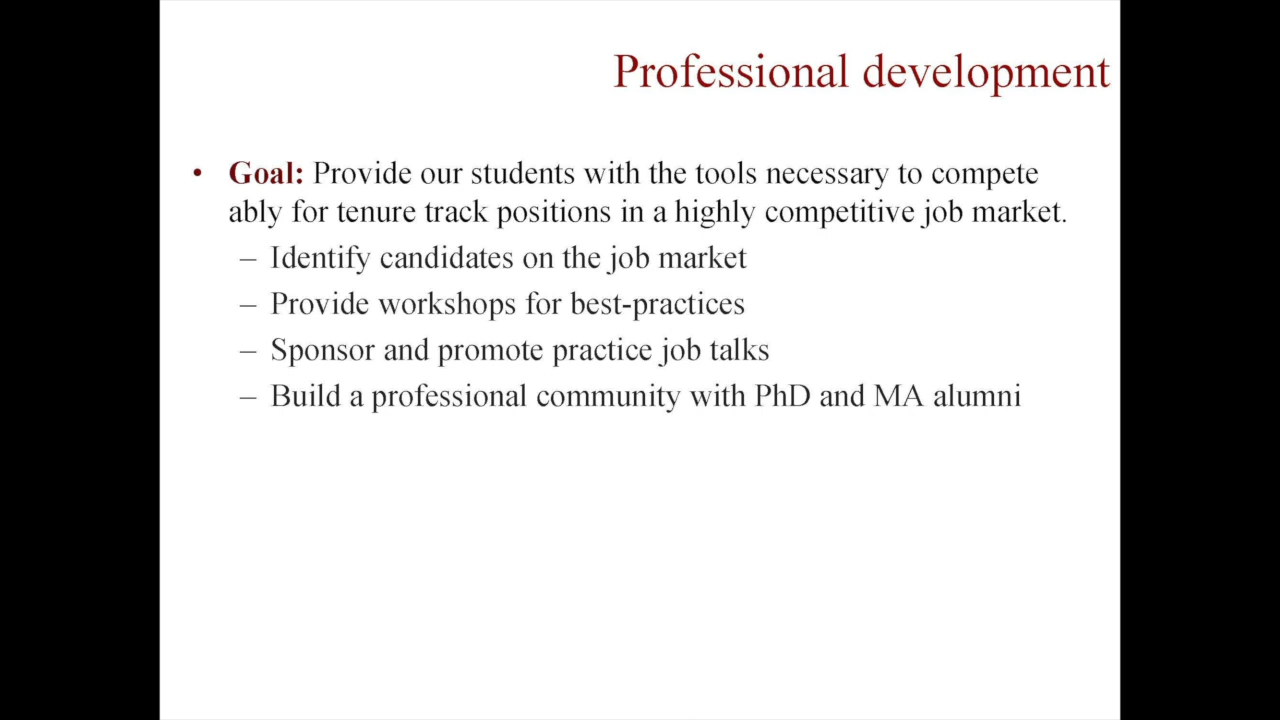 Professional development
• Goal: Provide our students with the tools necessary to compete
ably for tenure track positions in a highly competitive job market.
– Identify candidates on the job market
– Provide workshops for best-practices
– Sponsor and promote practice job talks
– Build a professional community with PhD and MA alumni